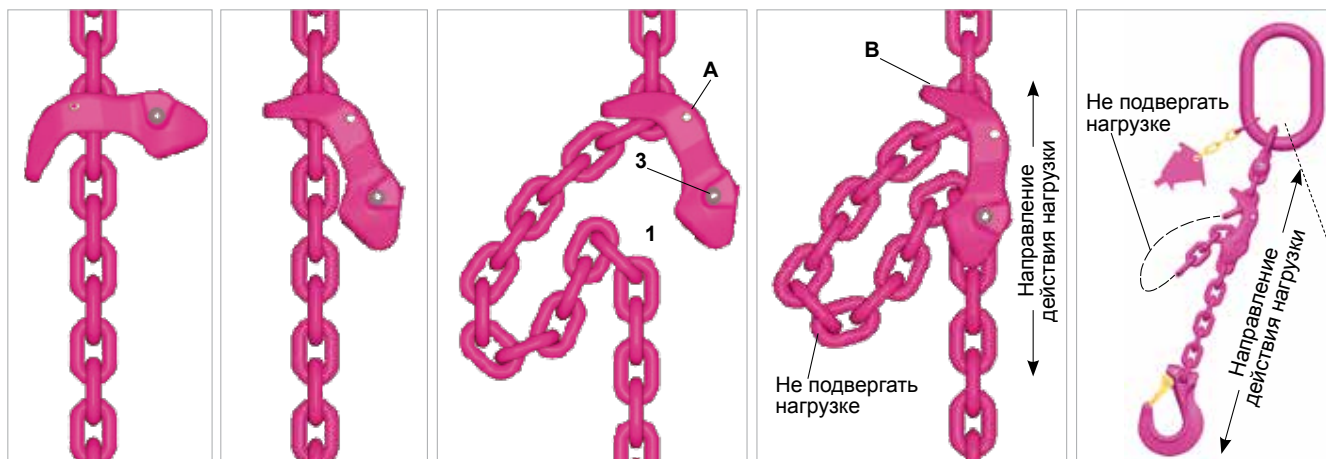 A
3
1
B
Не подвергать
нагрузке
Направление
действия нагрузки
Не подвергать
нагрузке
Направление
действия нагрузки